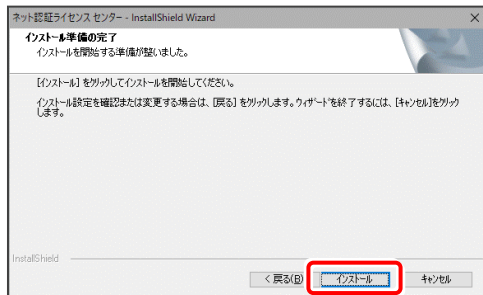 ネット認証ライセンスセンター - InstallShield Wizard
インストール準備の完了
インストールを開始する準備が整いました。
[インストール] をクリックしてインストールを開始してください。
インストール設定を確認または変更する場合は、[戻る] をクリックします。ウィザードを終了するには、[キャンセル]をクリック
します。
InstallShield
< 戻る(B)
インストール
キャンセル